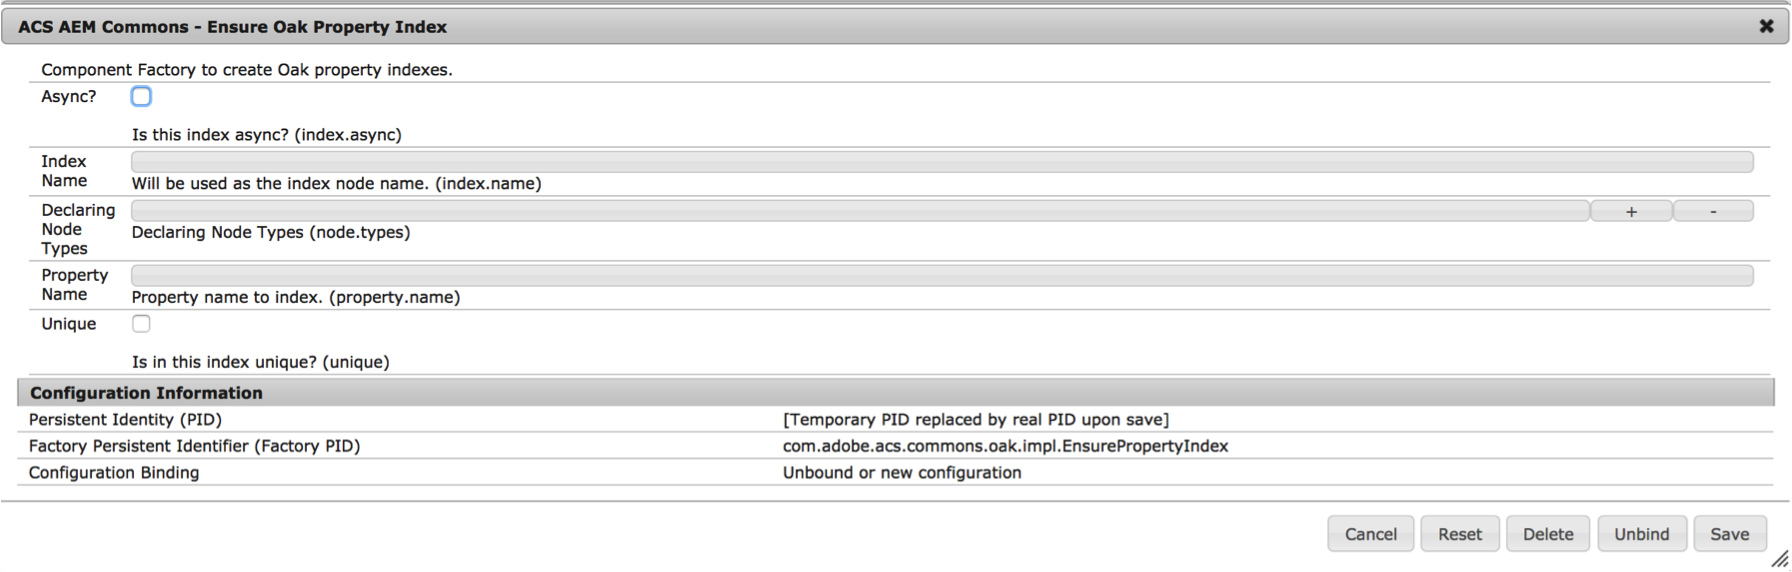 ACS AEM Commons - Ensure Oak Property Index
Component Factory to create Oak property indexes.
Async?
Is this index async? (index.async)
Index
Name
Will be used as the index node name. (index.name)
Declaring
Node
Types
+ -
Declaring Node Types (node.types)
Property
Name
Property name to index. (property.name)
Unique
Is in this index unique? (unique)
Configuration Information
Persistent Identity (PID) [Temporary PID replaced by real PID upon save]
Factory Persistent Identifier (Factory PID) com.adobe.acs.commons.oak.impl.EnsurePropertyIndex
Configuration Binding Unbound or new configuration
Cancel Reset Delete Unbind Save